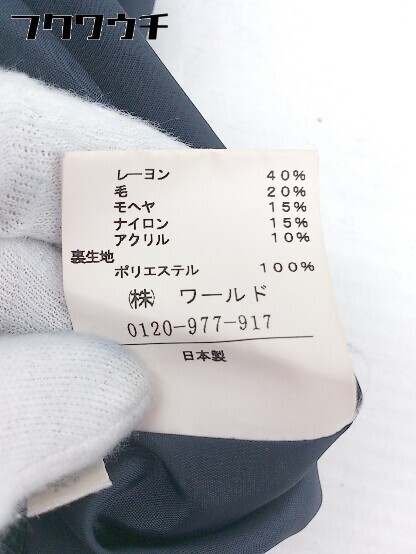 フクワウチ
レーヨン 40%
毛 20%
モヘヤ 15%
ナイロン 15%
アクリル 10%
裏生地
ポリエステル 100%
㈱ ワールド
0120-977-917
日本製